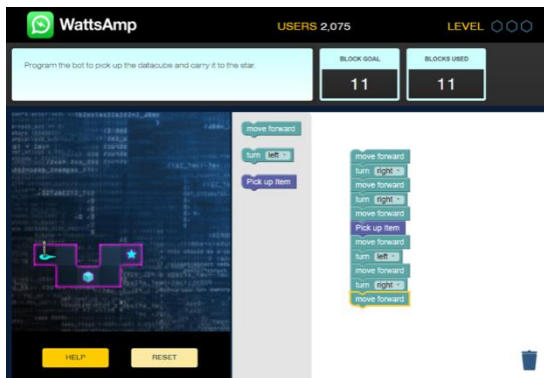 WattsAmp
USERS 2,075
LEVEL
Program the bot to pick up the datacube and carry it to the star.
BLOCK GOAL
11
BLOCKS USED
11
move forward
turn left
Pick up Item
move forward
turn right
move forward
turn right
move forward
Pick up Item
move forward
turn left
move forward
turn right
move forward
HELP
RESET